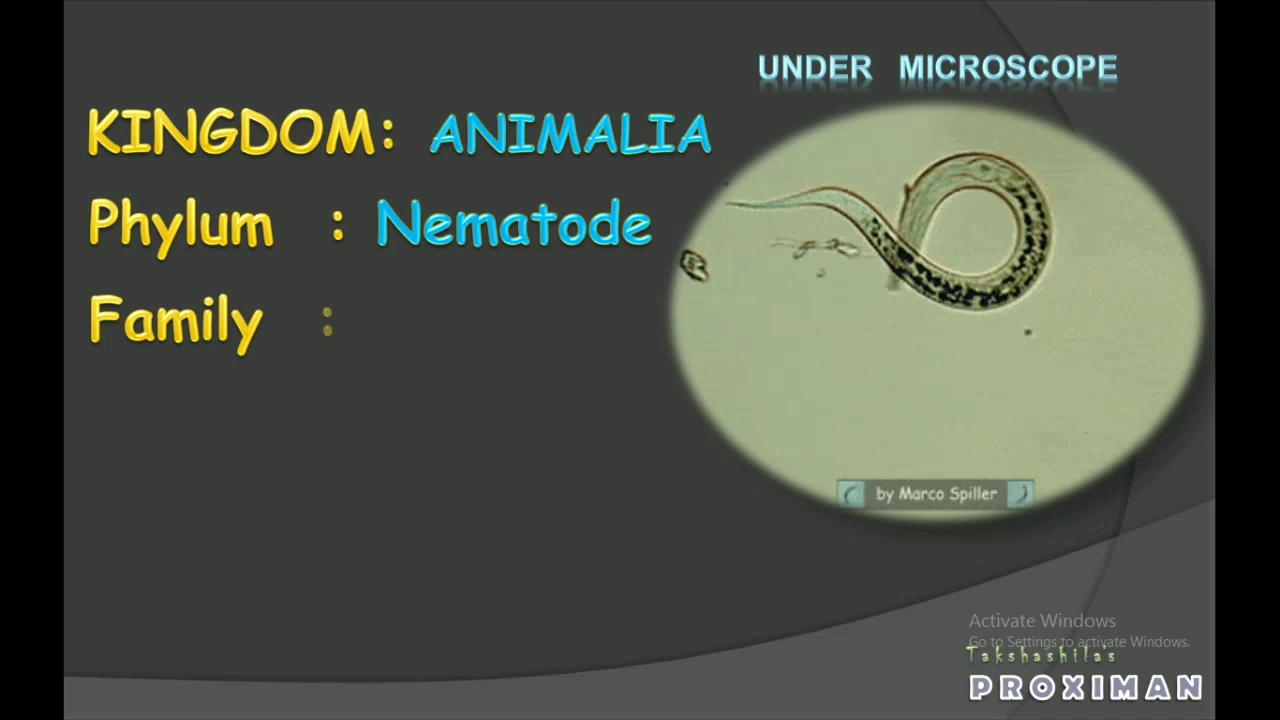 UNDER MICROSCOPE
KINGDOM: ANIMALIA
Phylum : Nematode
Family :
by Marco Spiller
Activate Windows
Go to Settings to activate Windows.
Takshashila's
PROXIMAN